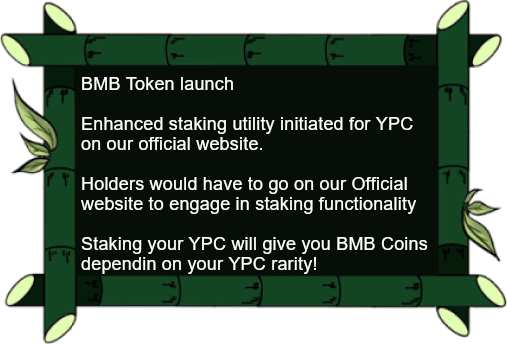 BMB Token launch
Enhanced staking utility initiated for YPC
on our official website.
Holders would have to go on our Official
website to engage in staking functionality
Staking your YPC will give you BMB Coins
dependin on your YPC rarity!